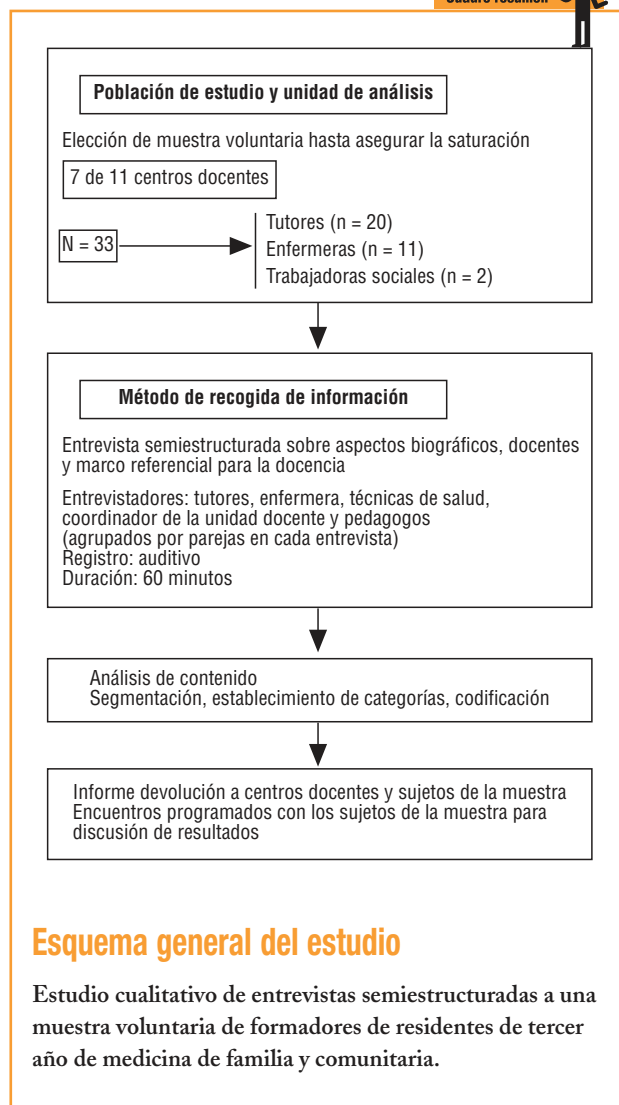 Población de estudio y unidad de análisis
Elección de muestra voluntaria hasta asegurar la saturación
7 de 11 centros docentes
N = 33
Tutores (n = 20)
Enfermeras (n = 11)
Trabajadoras sociales (n = 2)
Método de recogida de información
Entrevista semiestructurada sobre aspectos biográficos, docentes
y marco referencial para la docencia
Entrevistadores: tutores, enfermera, técnicas de salud,
coordinador de la unidad docente y pedagogos
(agrupados por parejas en cada entrevista)
Registro: auditivo
Duración: 60 minutos
Análisis de contenido
Segmentación, establecimiento de categorías, codificación
Informe devolución a centros docentes y sujetos de la muestra
Encuentros programados con los sujetos de la muestra para
discusión de resultados
Esquema general del estudio
Estudio cualitativo de entrevistas semiestructuradas a una
muestra voluntaria de formadores de residentes de tercer
año de medicina de familia y comunitaria.